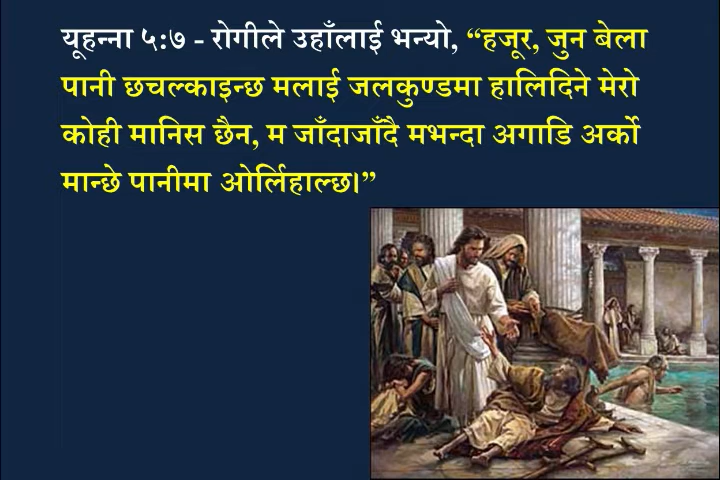 यूहन्ना ५:७ - रोगीले उहाँलाई भन्यो, “हजूर, जुन बेला
पानी छचल्काइन्छ मलाई जलकुण्डमा हालिदिने मेरो
कोही मानिस छैन, म जाँदाजाँदै मभन्दा अगाडि अर्को
मान्छे पानीमा ओर्लिहाल्छ।”